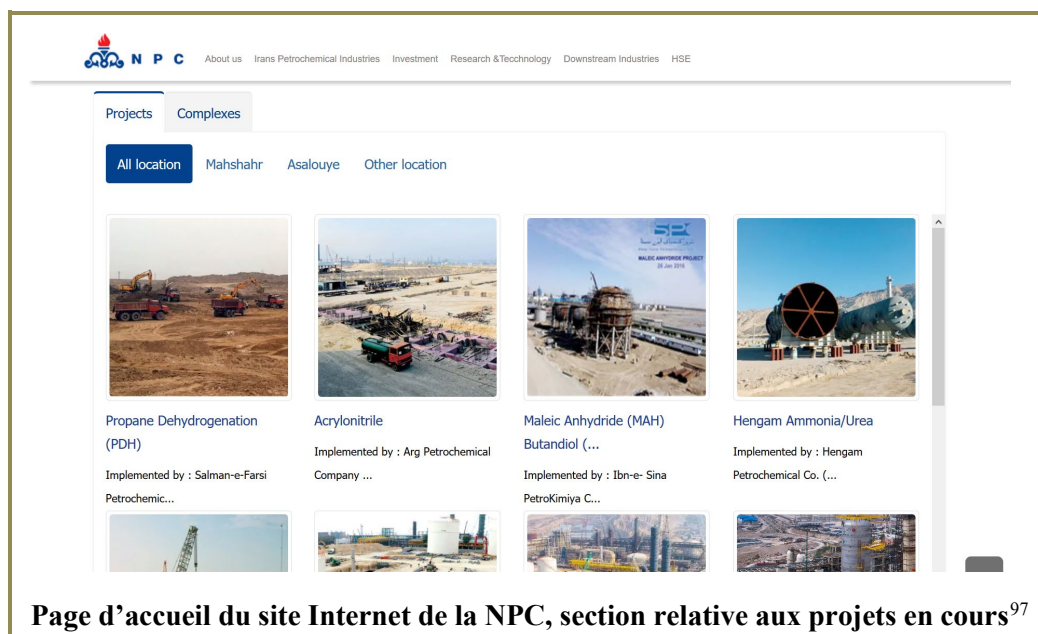 N P C About us Irans Petrochemical Industries Investment Research &Tecchnology Downstream Industries HSE
Projects Complexes
All location Mahshahr Asalouye Other location
MALEIC ANHYDRIDE PROJECT
26 Jan 2016
Propane Dehydrogenation
(PDH)
Implemented by : Salman-e-Farsi
Petrochemic...
Acrylonitrile
Implemented by : Arg Petrochemical
Company ...
Maleic Anhydride (MAH)
Butandiol (...
Implemented by : Ibn-e- Sina
PetroKimiya C...
Hengam Ammonia/Urea
Implemented by : Hengam
Petrochemical Co. (...
Page d’accueil du site Internet de la NPC, section relative aux projets en cours97